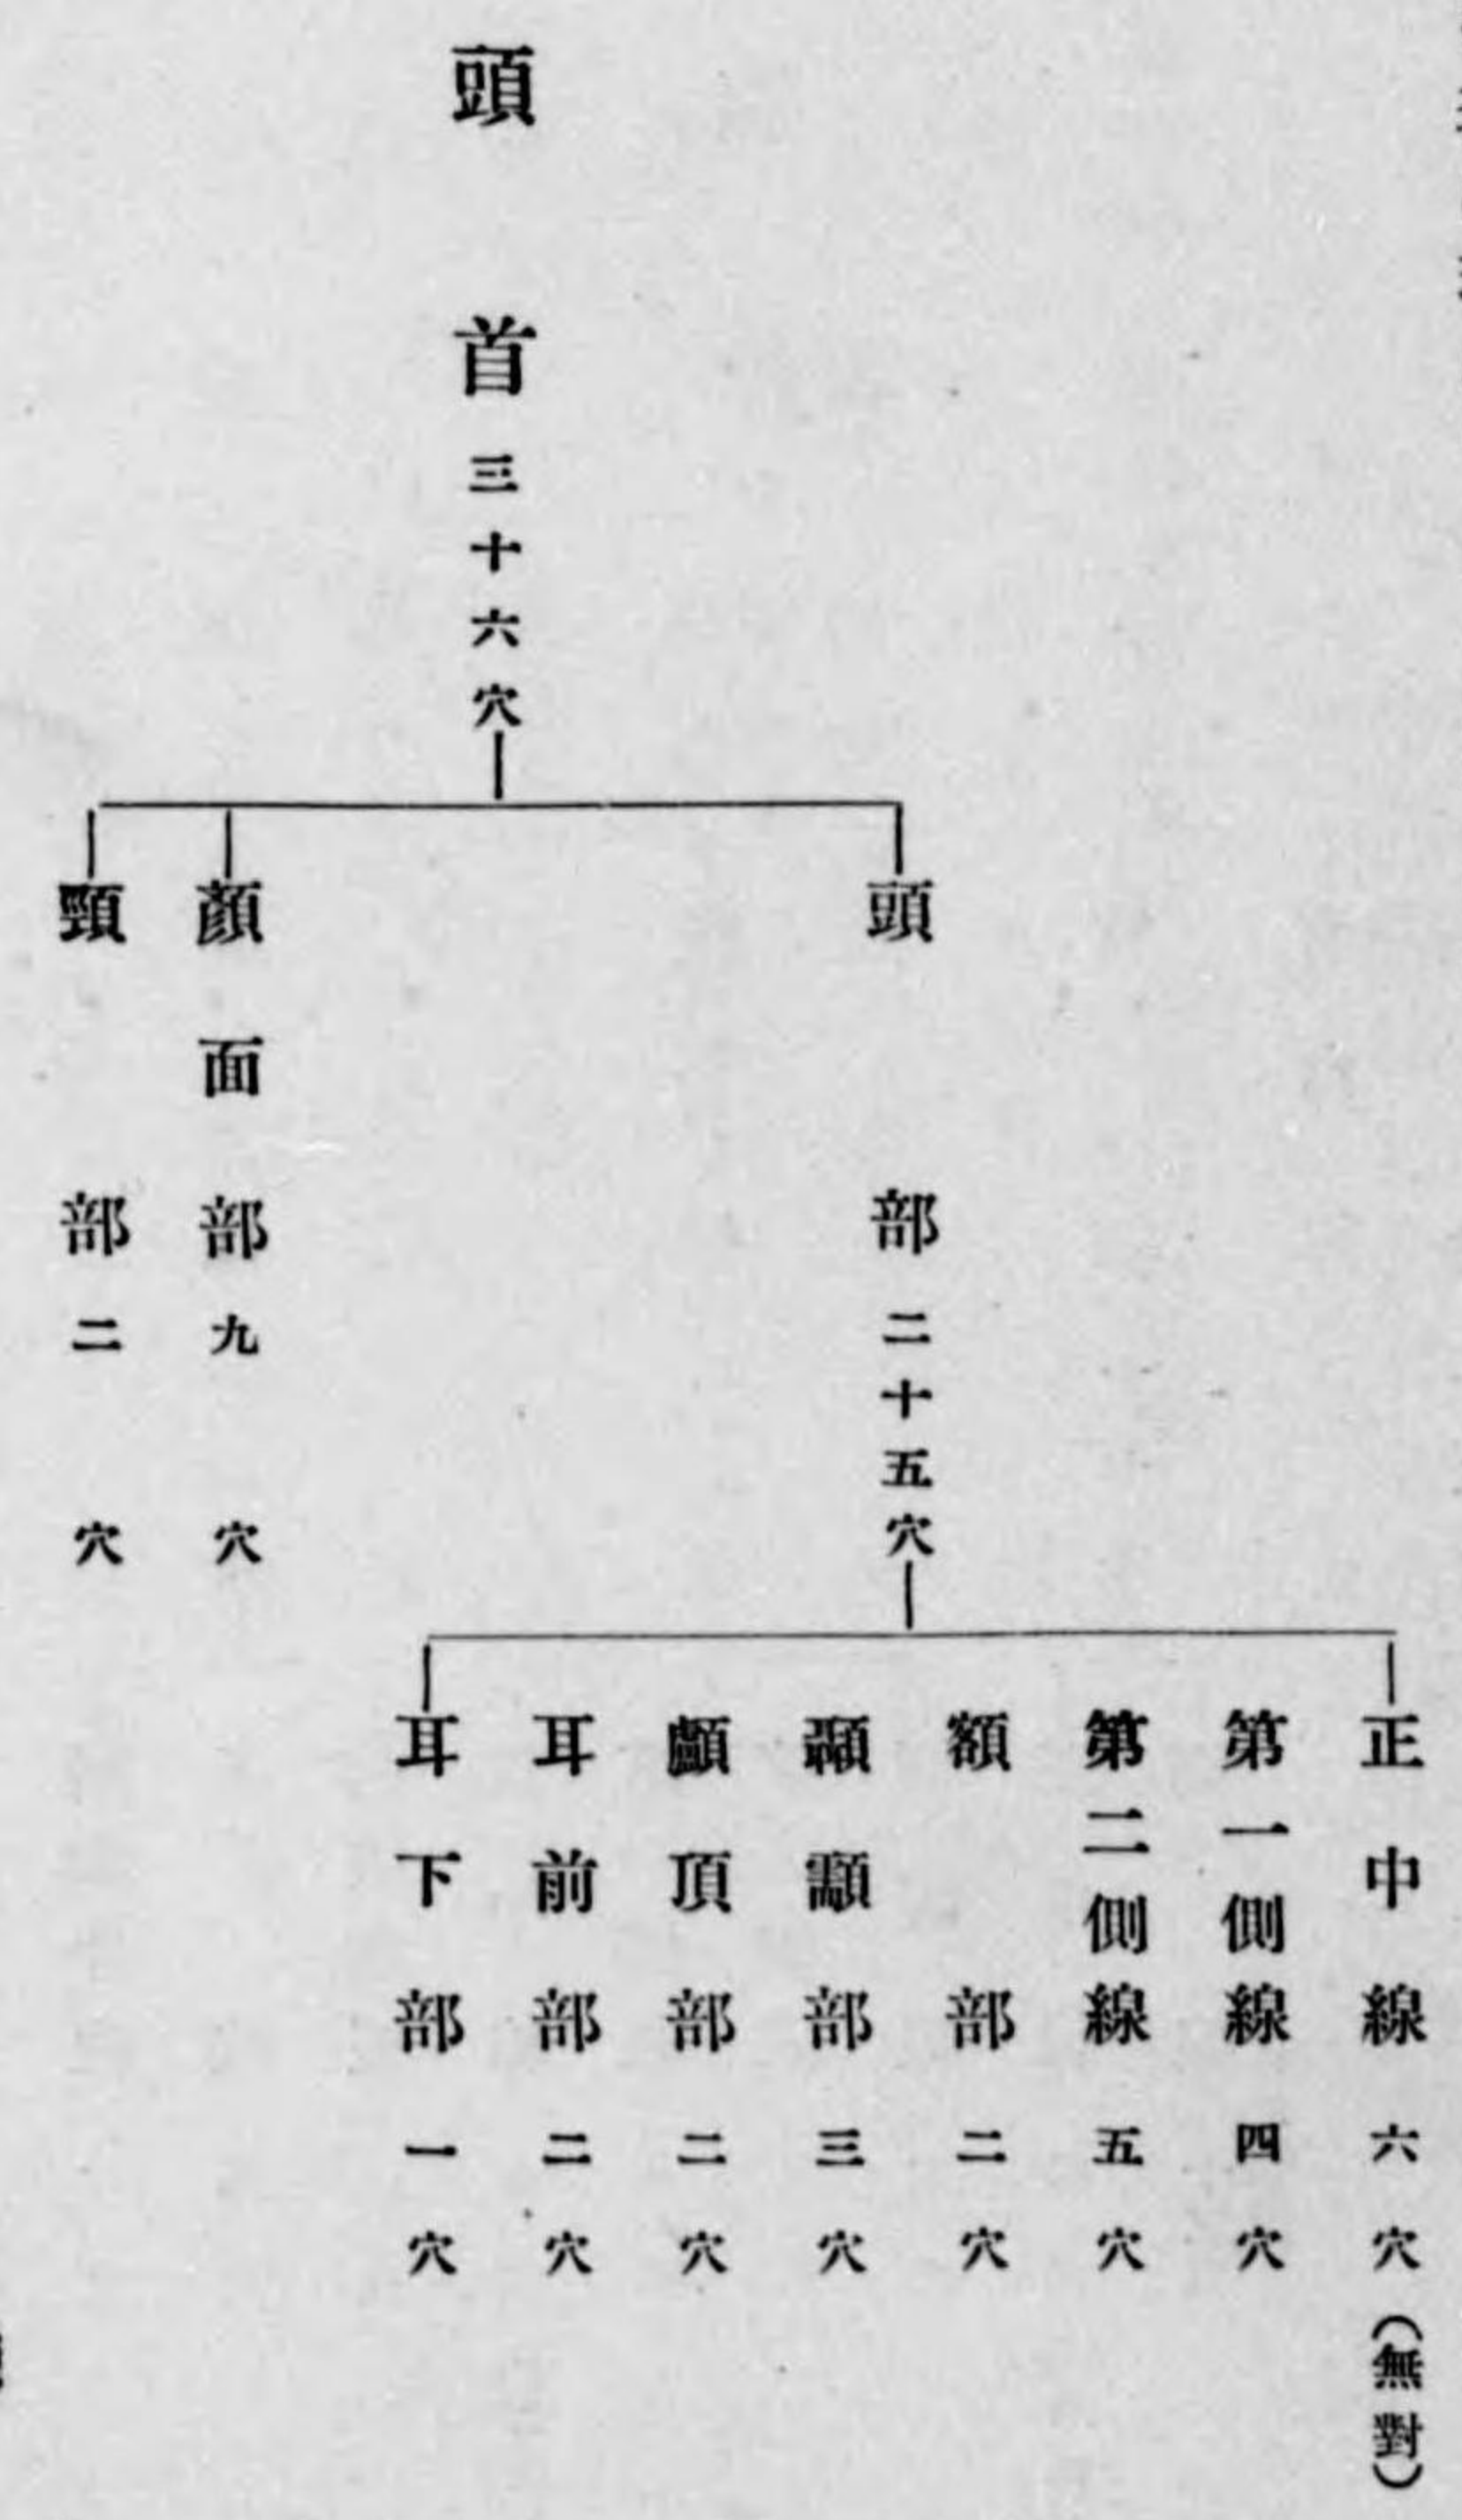 頭首三十六穴
頭部二十五穴
正中線六穴(無對)
第一側線四穴
第二側線五穴
額部二穴
顳顬部三穴
顱頂部二穴
耳前部二穴
耳下部一穴
顏面部九穴
頸部二穴